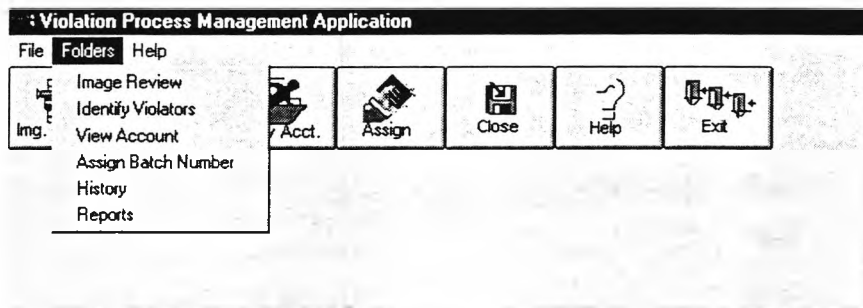 Violation Process Management Application
File Folders Help
Image Review
Identify Violators
View Account
Assign Batch Number
History
Reports
Img. Acct. Assign Close Help Exit